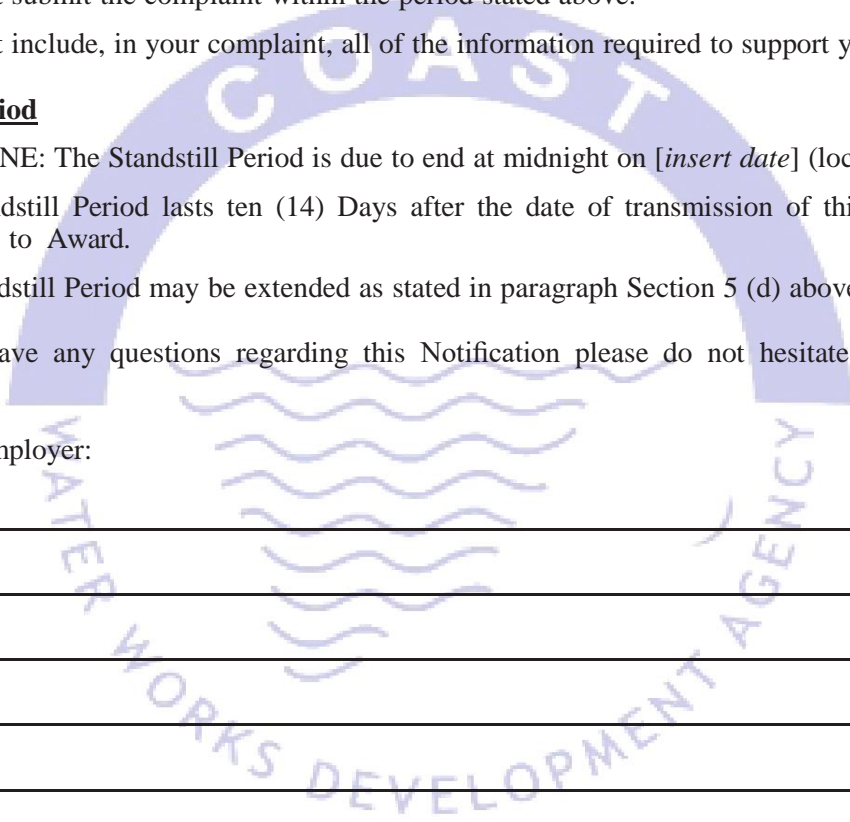 submit the complaint within the period stated above.
include, in your complaint, all of the information required to support
iod
NE: The Standstill Period is due to end at midnight on [insert date] (loc
dstill Period lasts ten (14) Days after the date of transmission of thi
to Award.
dstill Period may be extended as stated in paragraph Section 5 (d) above
ave any questions regarding this Notification please do not hesitate
nployer:
COAST
WATER WORKS DEVELOPMENT AGENCY